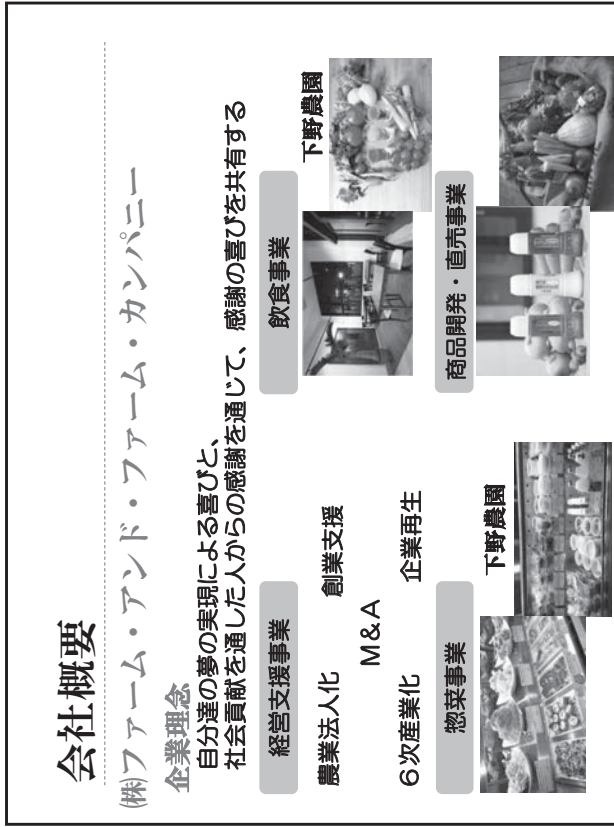 会社概要
㈱ファーム・アンド・ファーム・カンパニー
企業理念
自分達の夢の実現による喜びと、
社会貢献を通した人からの感謝を通じて、感謝の喜びを共有する
経営支援事業
農業法人化
創業支援
M&A
6次産業化
企業再生
飲食事業
下野農園
惣菜事業
下野農園
商品開発・直売事業